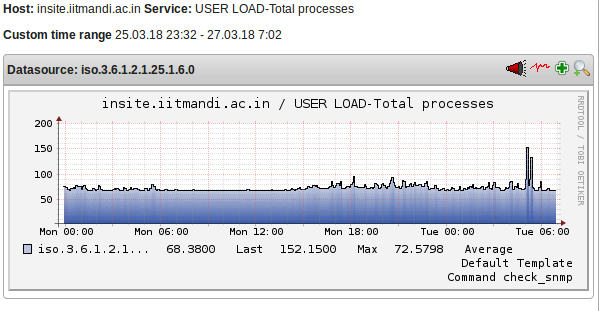 Host: insite.iitmandi.ac.in Service: USER LOAD-Total processes
Custom time range 25.03.18 23:32 - 27.03.18 7:02
Datasource: iso.3.6.1.2.1.25.1.6.0
insite.iitmandi.ac.in / USER LOAD-Total processes
RRDTOOL / TOBI OETIKER
200
150
100
50
Mon 00:00 Mon 06:00 Mon 12:00 Mon 18:00 Tue 00:00 Tue 06:00
iso.3.6.1.2.1... 68.3800 Last 152.1500 Max 72.5798 Average
Default Template
Command check_snmp